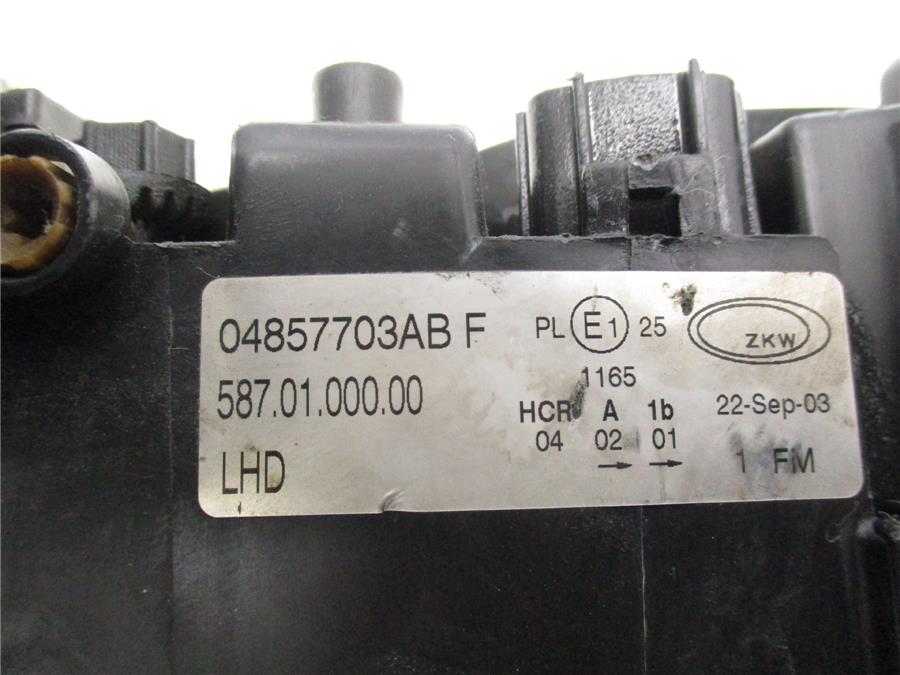 04857703AB F
587.01.000.00
LHD
PL E1 25
1165
HCR A 1b
04 02 01
→ →
ZKW
22-Sep-03
1 FM